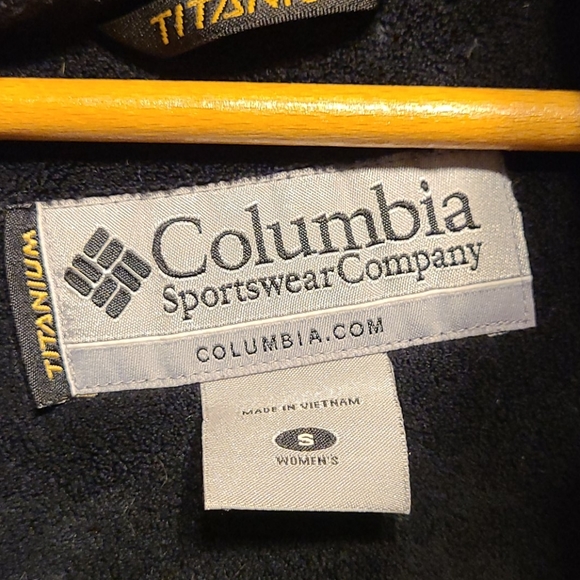 TITANIUM
Columbia
Sportswear Company
COLUMBIA.COM
TITANIUM
MADE IN VIETNAM
S
WOMEN'S